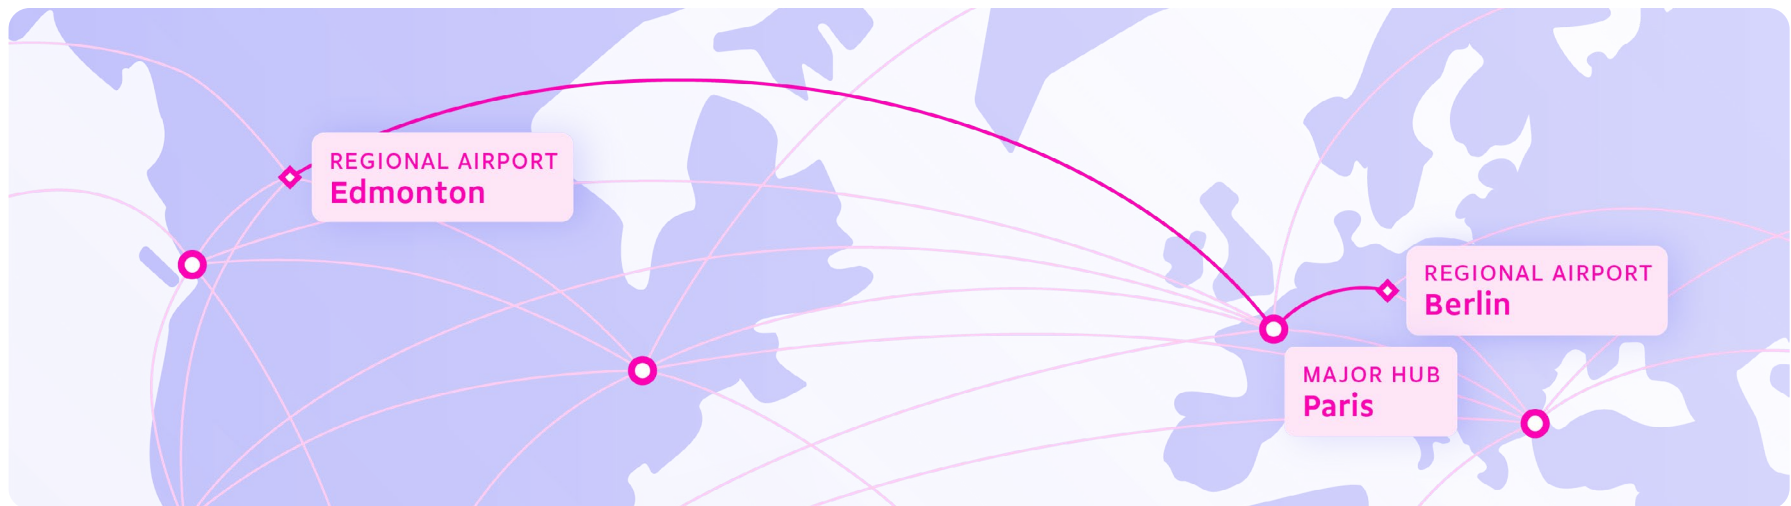 REGIONAL AIRPORT
Edmonton
REGIONAL AIRPORT
Berlin
MAJOR HUB
Paris